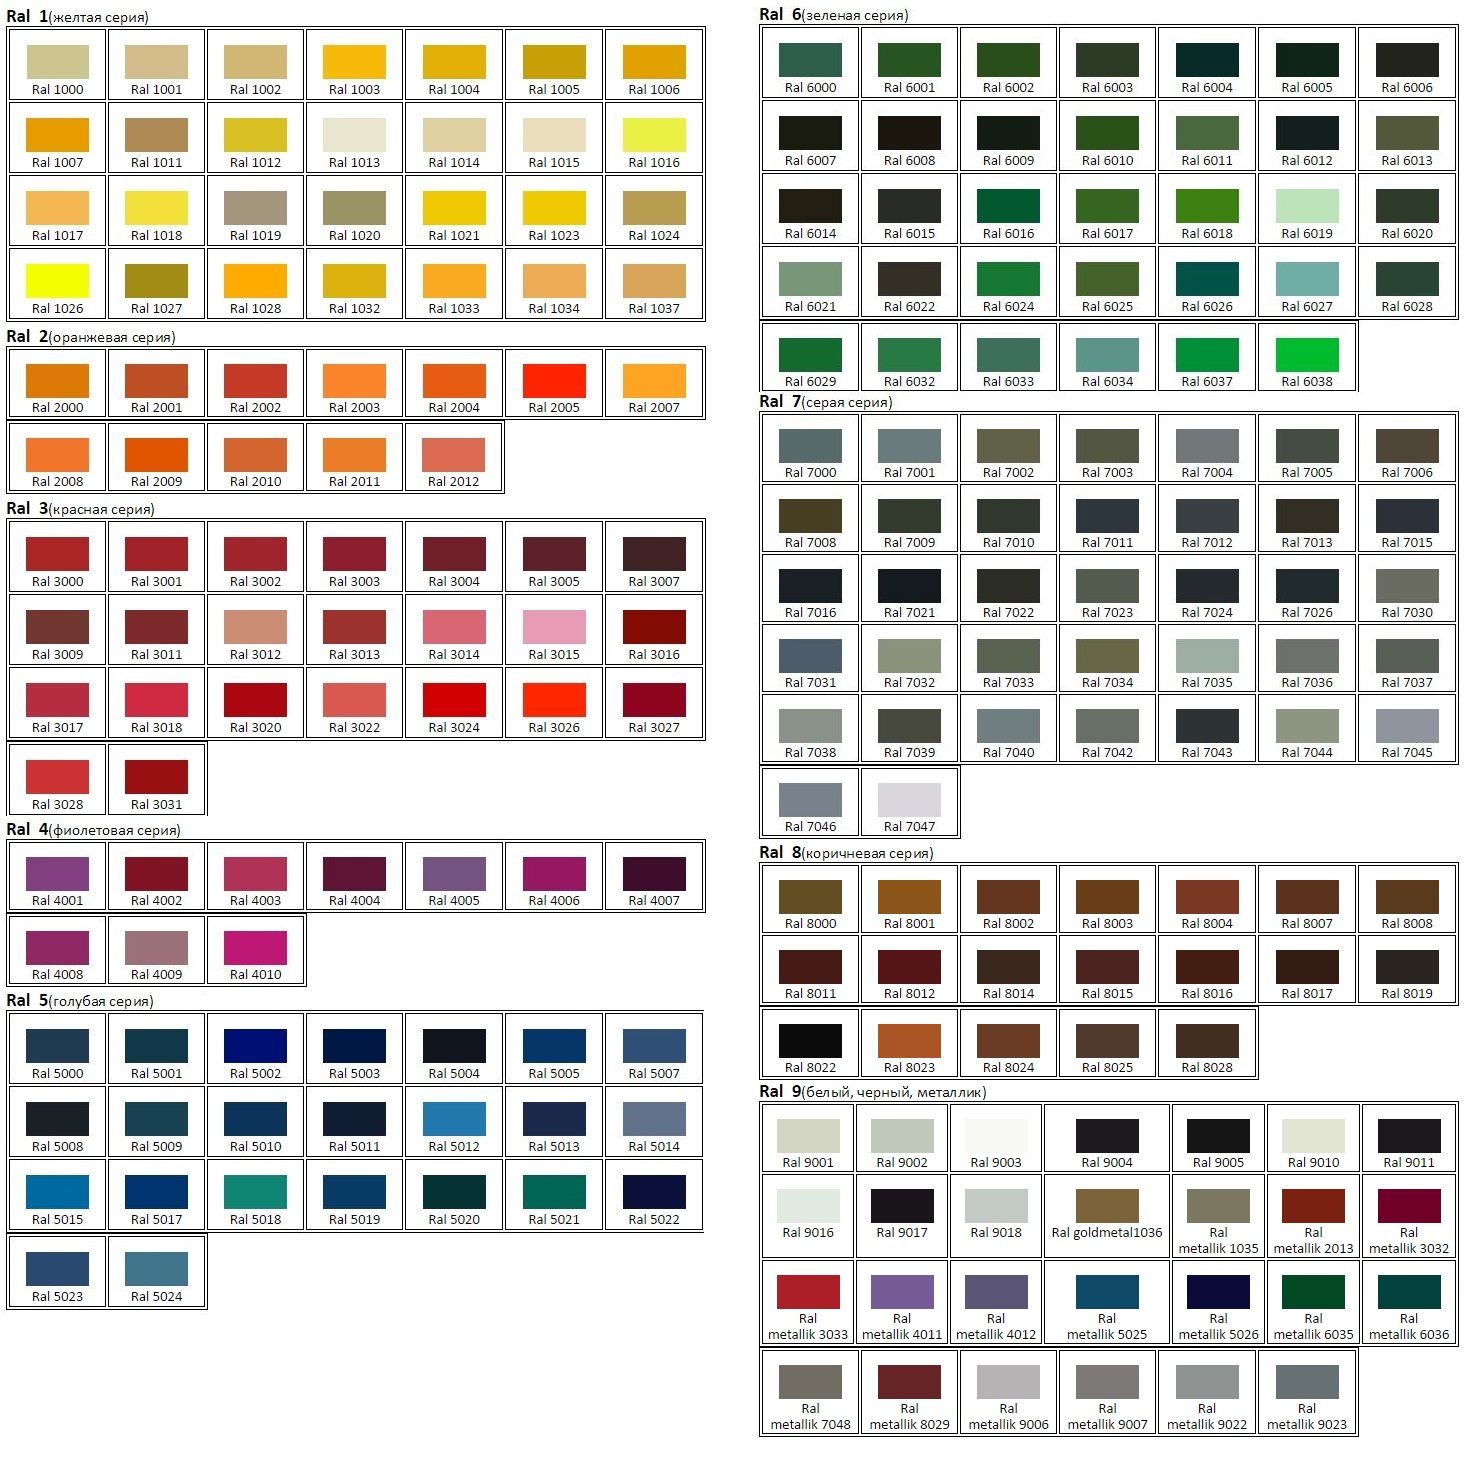 Ral 1(желтая серия)
Ral 1000 Ral 1001 Ral 1002 Ral 1003 Ral 1004 Ral 1005 Ral 1006
Ral 1007 Ral 1011 Ral 1012 Ral 1013 Ral 1014 Ral 1015 Ral 1016
Ral 1017 Ral 1018 Ral 1019 Ral 1020 Ral 1021 Ral 1023 Ral 1024
Ral 1026 Ral 1027 Ral 1028 Ral 1032 Ral 1033 Ral 1034 Ral 1037
Ral 2(оранжевая серия)
Ral 2000 Ral 2001 Ral 2002 Ral 2003 Ral 2004 Ral 2005 Ral 2007
Ral 2008 Ral 2009 Ral 2010 Ral 2011 Ral 2012
Ral 3(красная серия)
Ral 3000 Ral 3001 Ral 3002 Ral 3003 Ral 3004 Ral 3005 Ral 3007
Ral 3009 Ral 3011 Ral 3012 Ral 3013 Ral 3014 Ral 3015 Ral 3016
Ral 3017 Ral 3018 Ral 3020 Ral 3022 Ral 3024 Ral 3026 Ral 3027
Ral 3028 Ral 3031
Ral 4(фиолетовая серия)
Ral 4001 Ral 4002 Ral 4003 Ral 4004 Ral 4005 Ral 4006 Ral 4007
Ral 4008 Ral 4009 Ral 4010
Ral 5(голубая серия)
Ral 5000 Ral 5001 Ral 5002 Ral 5003 Ral 5004 Ral 5005 Ral 5007
Ral 5008 Ral 5009 Ral 5010 Ral 5011 Ral 5012 Ral 5013 Ral 5014
Ral 5015 Ral 5017 Ral 5018 Ral 5019 Ral 5020 Ral 5021 Ral 5022
Ral 5023 Ral 5024
Ral 6(зеленая серия)
Ral 6000 Ral 6001 Ral 6002 Ral 6003 Ral 6004 Ral 6005 Ral 6006
Ral 6007 Ral 6008 Ral 6009 Ral 6010 Ral 6011 Ral 6012 Ral 6013
Ral 6014 Ral 6015 Ral 6016 Ral 6017 Ral 6018 Ral 6019 Ral 6020
Ral 6021 Ral 6022 Ral 6024 Ral 6025 Ral 6026 Ral 6027 Ral 6028
Ral 6029 Ral 6032 Ral 6033 Ral 6034 Ral 6037 Ral 6038
Ral 7(серая серия)
Ral 7000 Ral 7001 Ral 7002 Ral 7003 Ral 7004 Ral 7005 Ral 7006
Ral 7008 Ral 7009 Ral 7010 Ral 7011 Ral 7012 Ral 7013 Ral 7015
Ral 7016 Ral 7021 Ral 7022 Ral 7023 Ral 7024 Ral 7026 Ral 7030
Ral 7031 Ral 7032 Ral 7033 Ral 7034 Ral 7035 Ral 7036 Ral 7037
Ral 7038 Ral 7039 Ral 7040 Ral 7042 Ral 7043 Ral 7044 Ral 7045
Ral 7046 Ral 7047
Ral 8(коричневая серия)
Ral 8000 Ral 8001 Ral 8002 Ral 8003 Ral 8004 Ral 8007 Ral 8008
Ral 8011 Ral 8012 Ral 8014 Ral 8015 Ral 8016 Ral 8017 Ral 8019
Ral 8022 Ral 8023 Ral 8024 Ral 8025 Ral 8028
Ral 9(белый, черный, металлик)
Ral 9001 Ral 9002 Ral 9003 Ral 9004 Ral 9005 Ral 9010 Ral 9011
Ral 9016 Ral 9017 Ral 9018 Ral goldmetal1036 Ral Ral Ral
metallik 1035 metallik 2013 metallik 3032
Ral Ral Ral Ral Ral Ral Ral
metallik 3033 metallik 4011 metallik 4012 metallik 5025 metallik 5026 metallik 6035 metallik 6036
Ral Ral Ral Ral Ral Ral
metallik 7048 metallik 8029 metallik 9006 metallik 9007 metallik 9022 metallik 9023